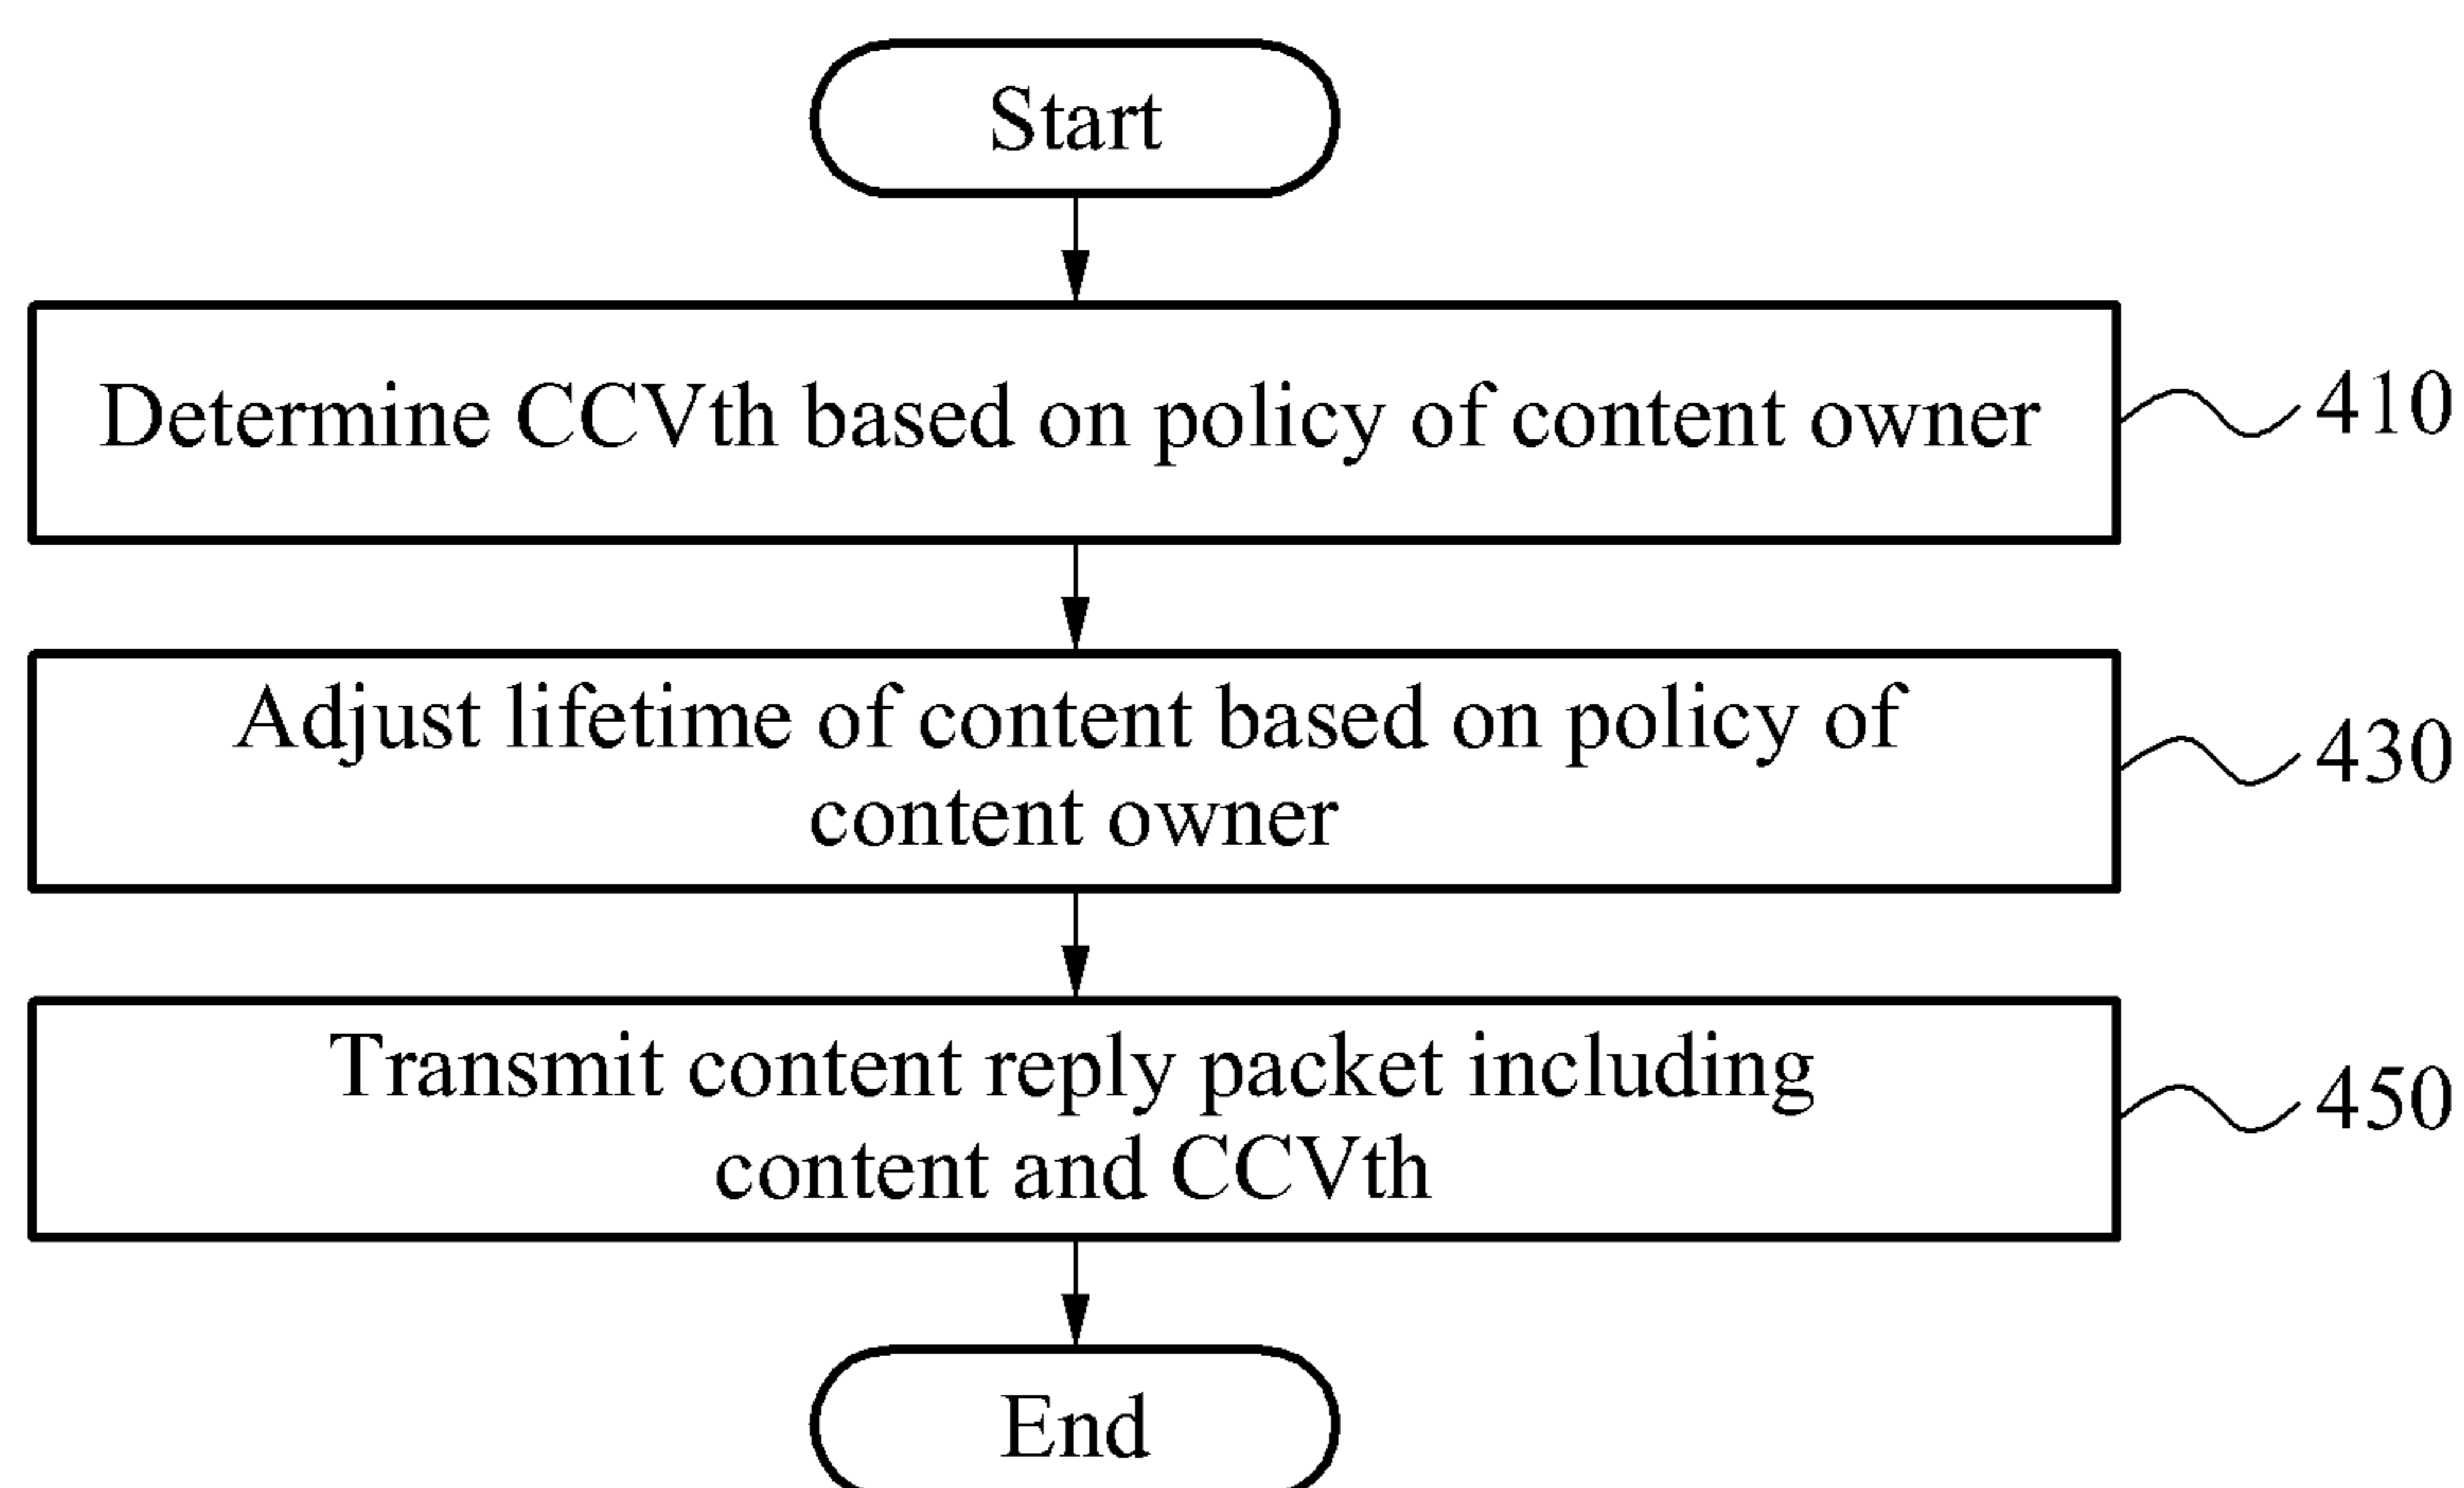 Start
Determine CCVth based on policy of content owner
410
Adjust lifetime of content based on policy of
content owner
430
Transmit content reply packet including
content and CCVth
450
End